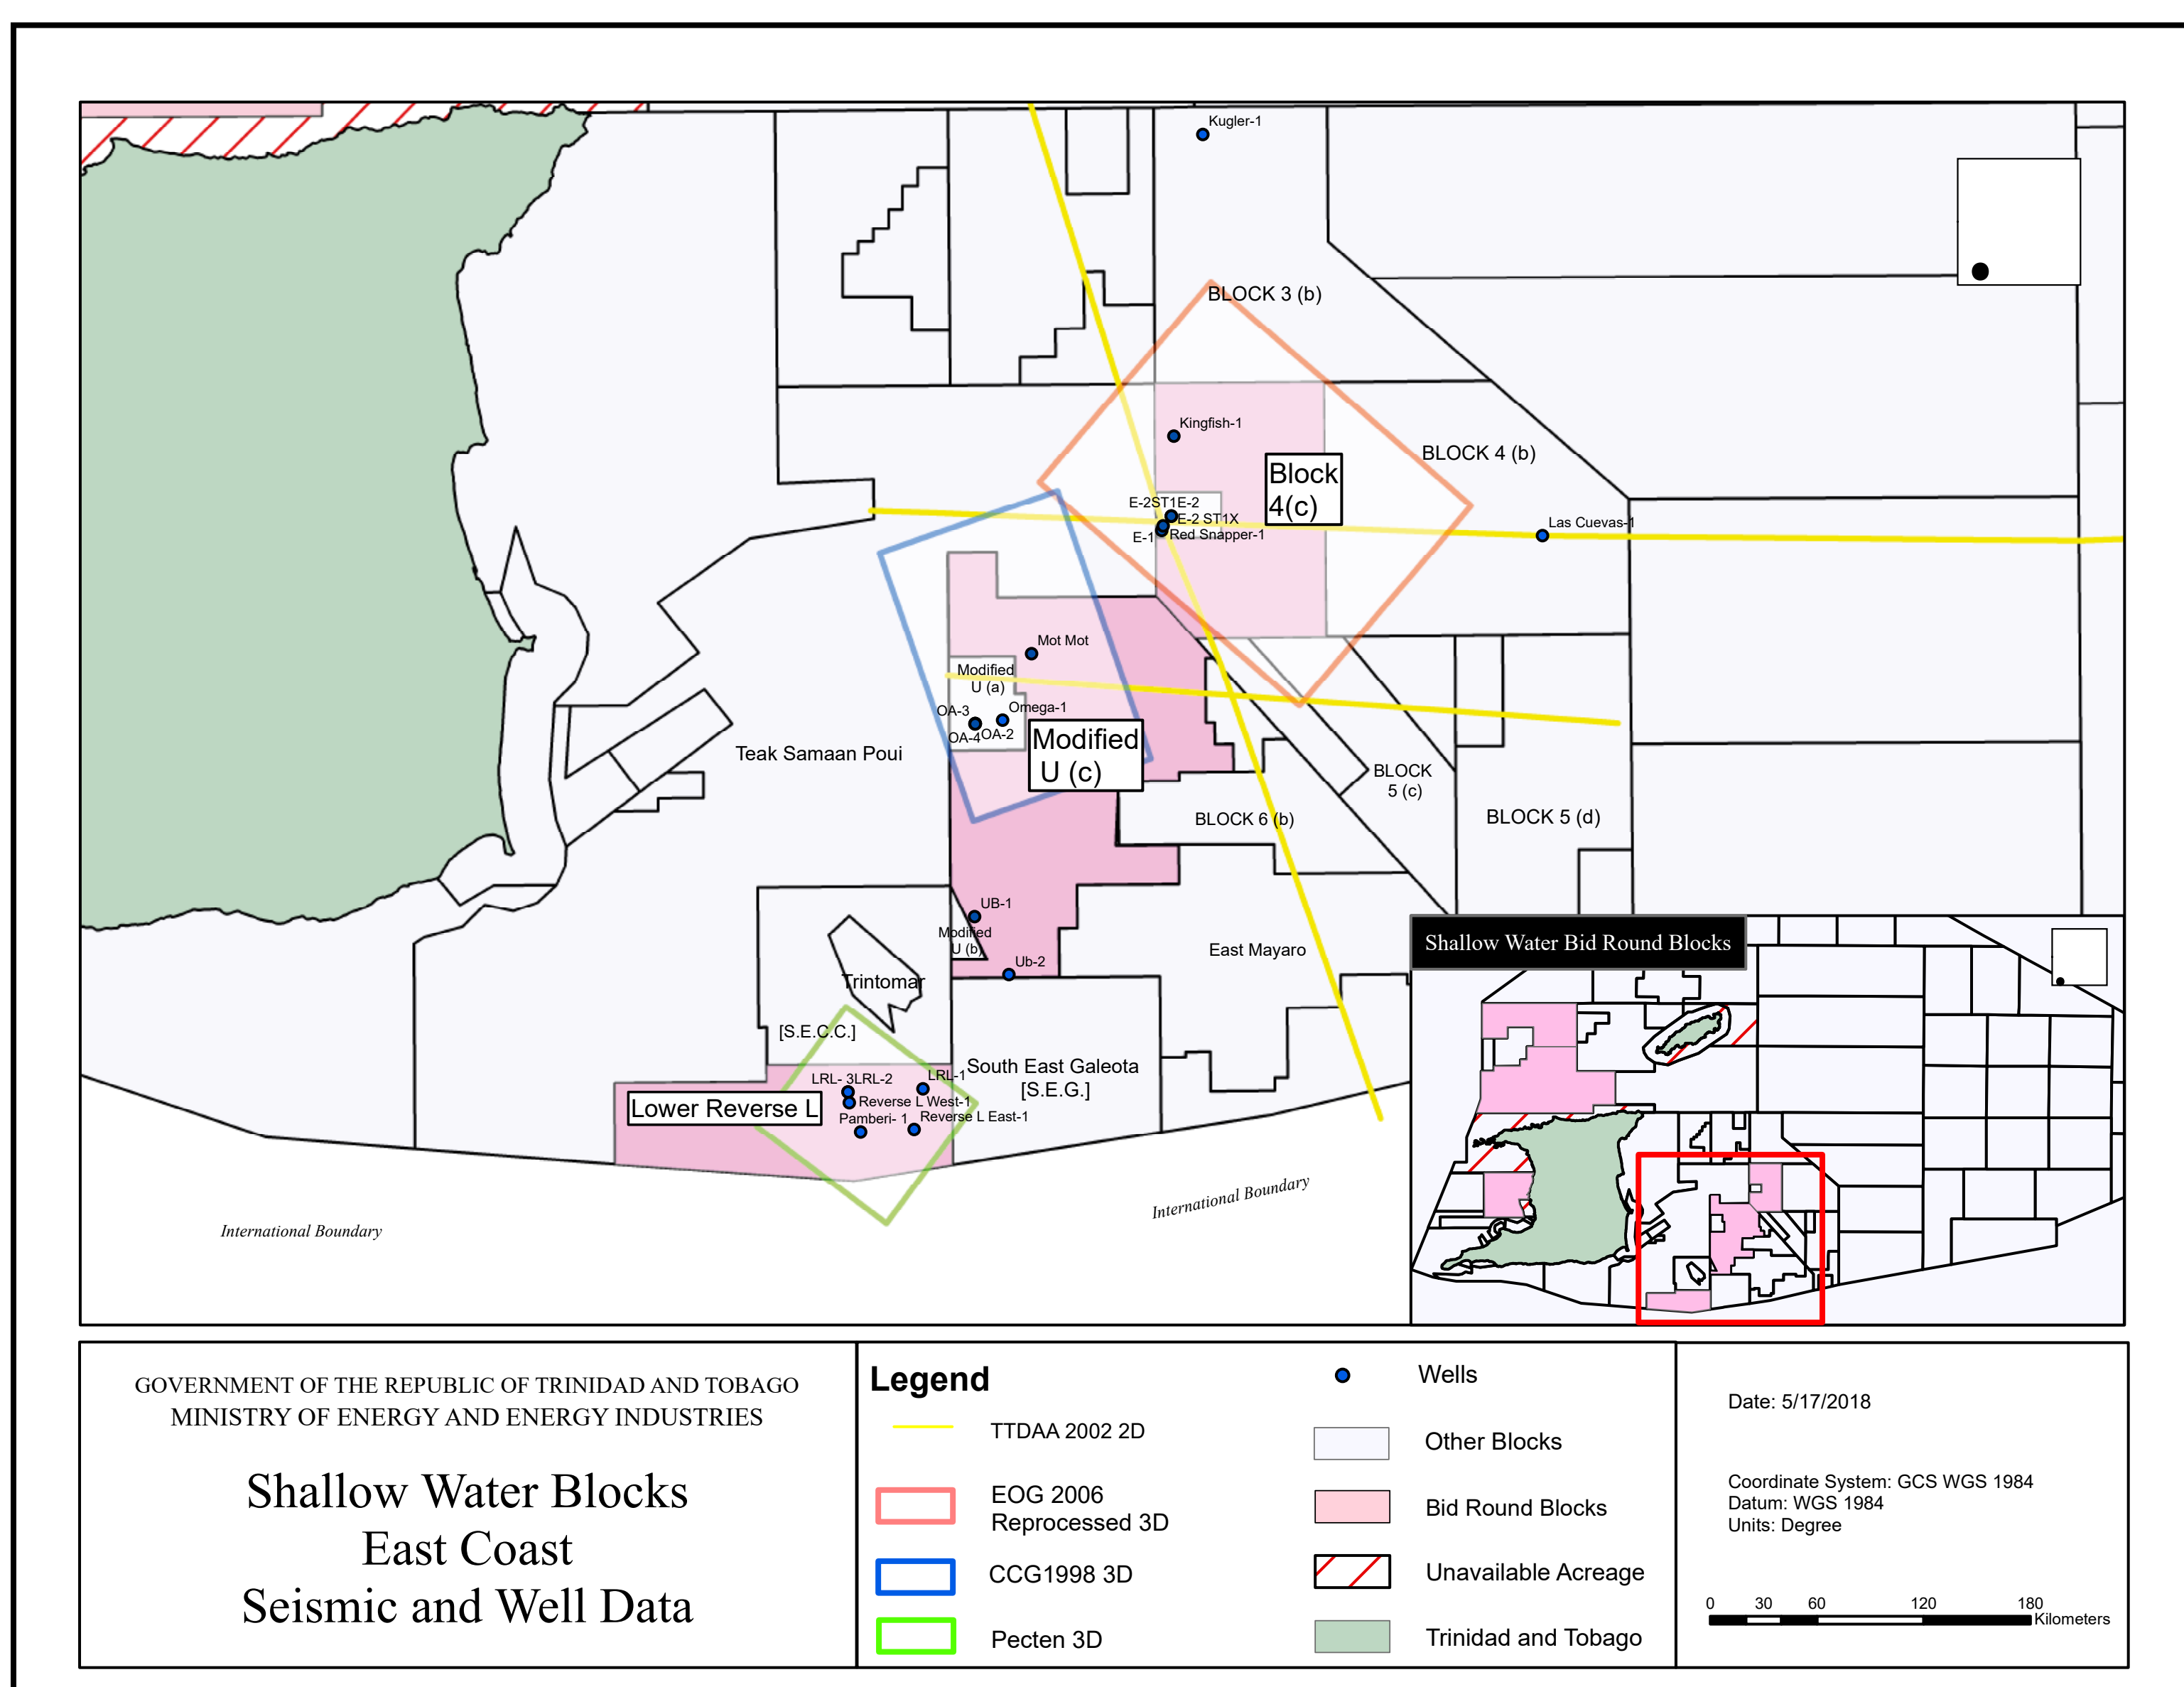 Kugler-1
BLOCK 3 (b)
Kingfish-1
BLOCK 4 (b)
Block
4(c)
E-2ST1E-2
E-2 ST1X
Las Cuevas-1
E-1
Red Snapper-1
Mot Mot
Modified
U (a)
OA-3
Omega-1
OA-4
OA-2
Modified
U (c)
Teak Samaan Poui
BLOCK
5 (c)
BLOCK 6 (b)
BLOCK 5 (d)
UB-1
Modified
U (b)
East Mayaro
Ub-2
Trintomar
[S.E.C.C.]
South East Galeota
[S.E.G.]
LRL- 3LRL-2
LRL-1
Lower Reverse L
Reverse L West-1
Pamberi- 1
Reverse L East-1
International Boundary
International Boundary
Shallow Water Bid Round Blocks
GOVERNMENT OF THE REPUBLIC OF TRINIDAD AND TOBAGO
MINISTRY OF ENERGY AND ENERGY INDUSTRIES
Shallow Water Blocks
East Coast
Seismic and Well Data
Legend
TTDAA 2002 2D
EOG 2006
Reprocessed 3D
CCG1998 3D
Pecten 3D
Wells
Other Blocks
Bid Round Blocks
Unavailable Acreage
Trinidad and Tobago
Date: 5/17/2018
Coordinate System: GCS WGS 1984
Datum: WGS 1984
Units: Degree
0 30 60 120 180
Kilometers